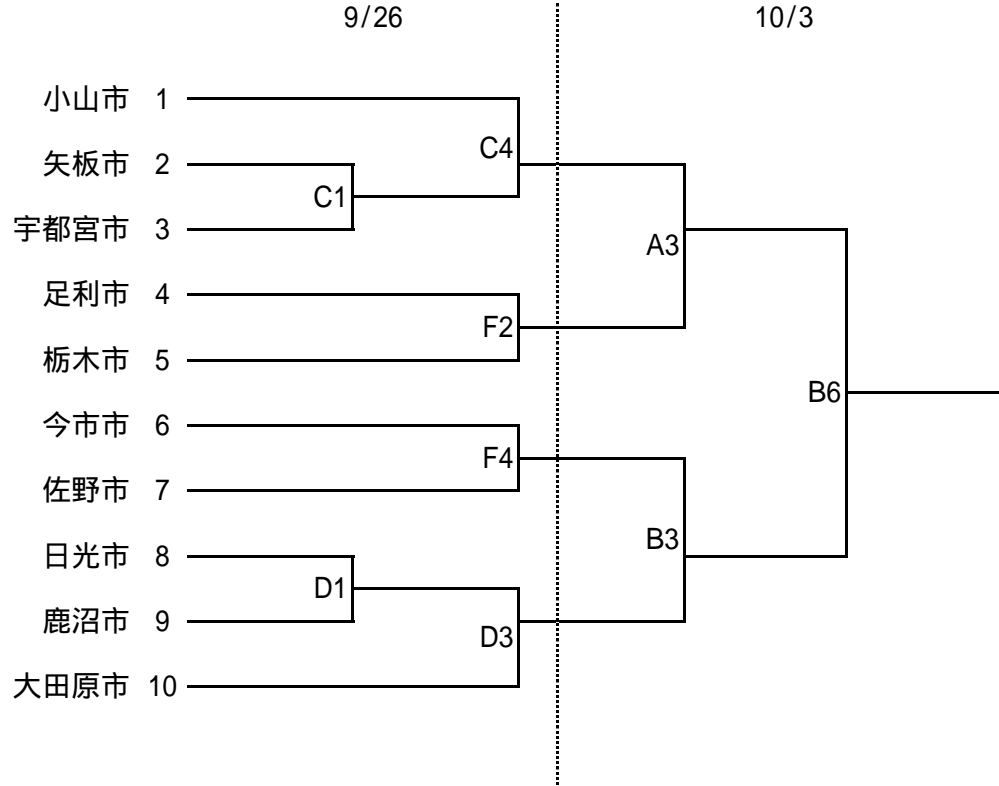 9/26 10/3
小山市 1
C4
矢板市 2
C1
宇都宮市 3
A3
足利市 4
F2
栃木市 5
B6
今市市 6
F4
佐野市 7
B3
日光市 8
D1
鹿沼市 9
D3
大田原市 10